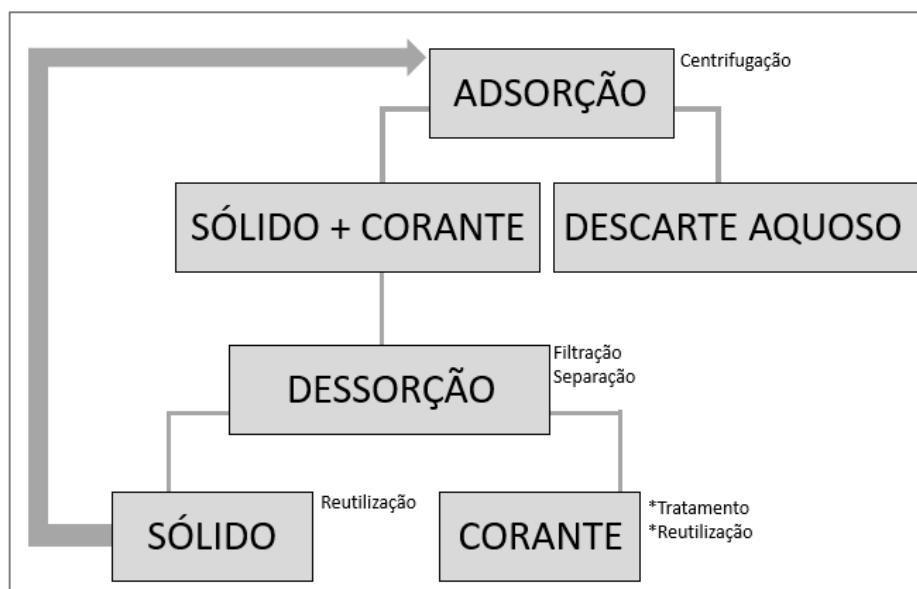 ADSORÇÃO
Centrifugação
SÓLIDO + CORANTE
DESCARTE AQUOSO
DESSORÇÃO
Filtração
Separação
SÓLIDO
Reutilização
CORANTE
*Tratamento
*Reutilização